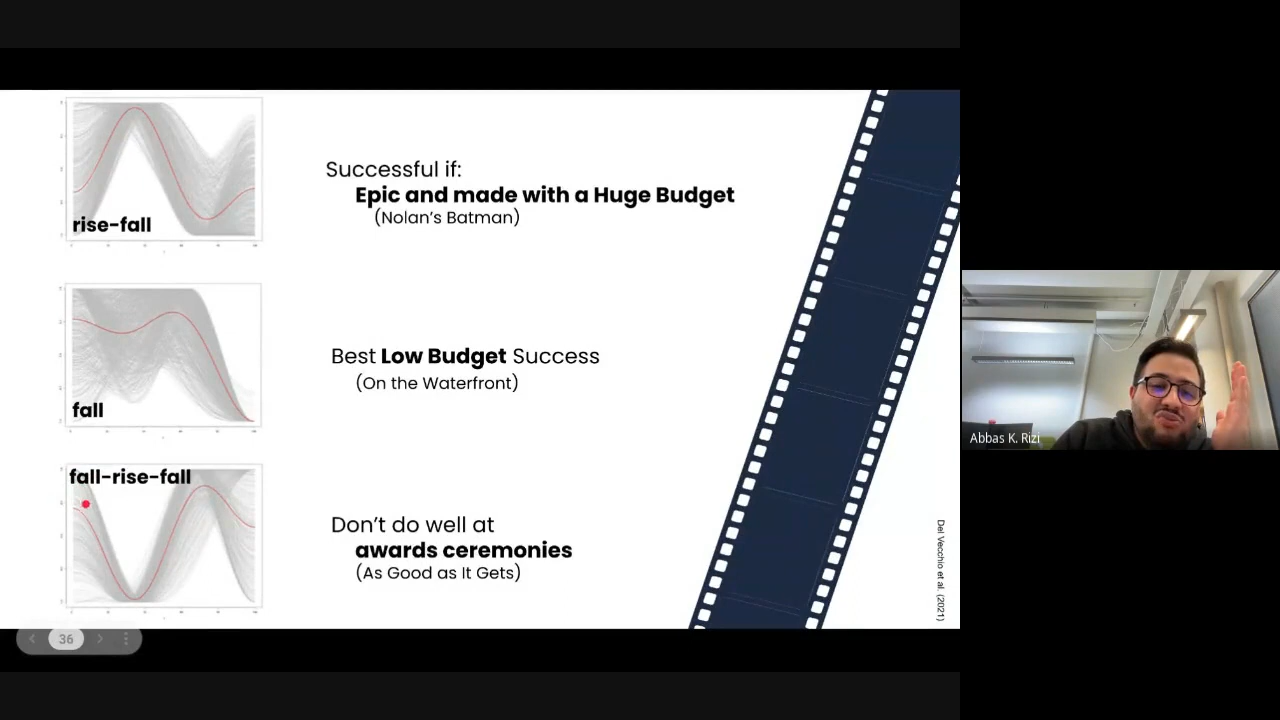 rise-fall
Successful if:
Epic and made with a Huge Budget
(Nolan's Batman)
fall
Best Low Budget Success
(On the Waterfront)
fall-rise-fall
Don't do well at
awards ceremonies
(As Good as It Gets)
Del Vecchio et al. (2021)
36
Abbas K. Rizi